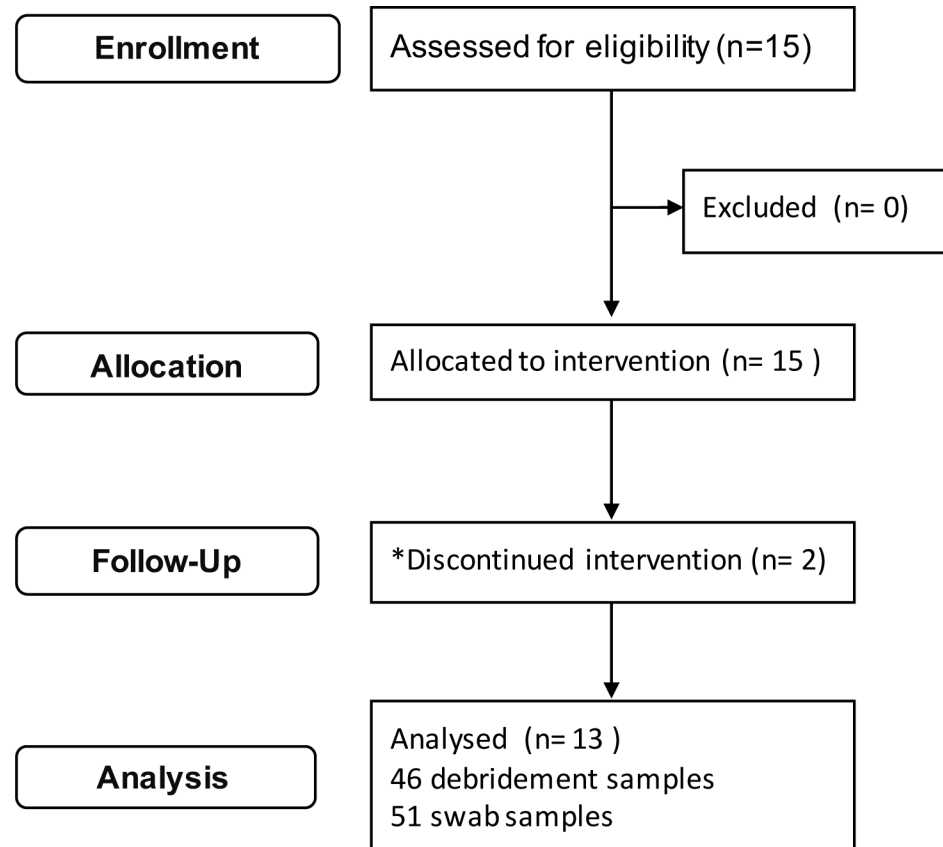 Enrollment
Assessed for eligibility (n=15)
Excluded (n= 0)
Allocation
Allocated to intervention (n= 15 )
Follow-Up
*Discontinued intervention (n= 2)
Analysis
Analysed (n= 13 )
46 debridement samples
51 swab samples